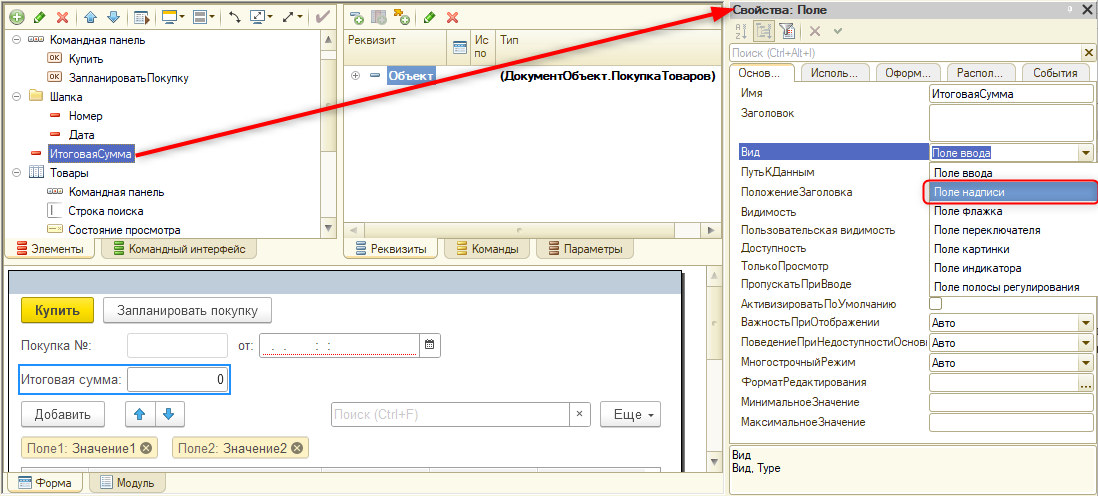 Командная панель
OK Купить
OK ЗапланироватьПокупку
Шапка
Номер
Дата
ИтоговаяСумма
Товары
Командная панель
Строка поиска
Состояние просмотра
Элементы
Командный интерфейс
Реквизит
Ис
по
Тип
Объект
(ДокументОбъект.ПокупкаТоваров)
Реквизиты
Команды
Параметры
Купить
Запланировать покупку
Покупка №:
от:
. . : :
Итоговая сумма:
0
Добавить
Поиск (Ctrl+F)
×
Еще
Поле1: Значение1
Поле2: Значение2
Форма
Модуль
Свойства: Поле
Поиск (Ctrl+Alt+I)
Основ...
Исполь...
Оформ...
Распол...
События
Имя
ИтоговаяСумма
Заголовок
Вид
Поле ввода
ПутьКДанным
Поле ввода
ПоложениеЗаголовка
Поле надписи
Видимость
Поле флажка
Пользовательская видимость
Поле переключателя
Доступность
Поле картинки
ТолькоПросмотр
Поле индикатора
ПропускатьПриВводе
Поле полосы регулирования
АктивизироватьПоУмолчанию
ВажностьПриОтображении
Авто
ПоведениеПриНедоступностиОсновн
Авто
МногострочныйРежим
Авто
ФорматРедактирования
...
МинимальноеЗначение
МаксимальноеЗначение
Вид
Вид, Type